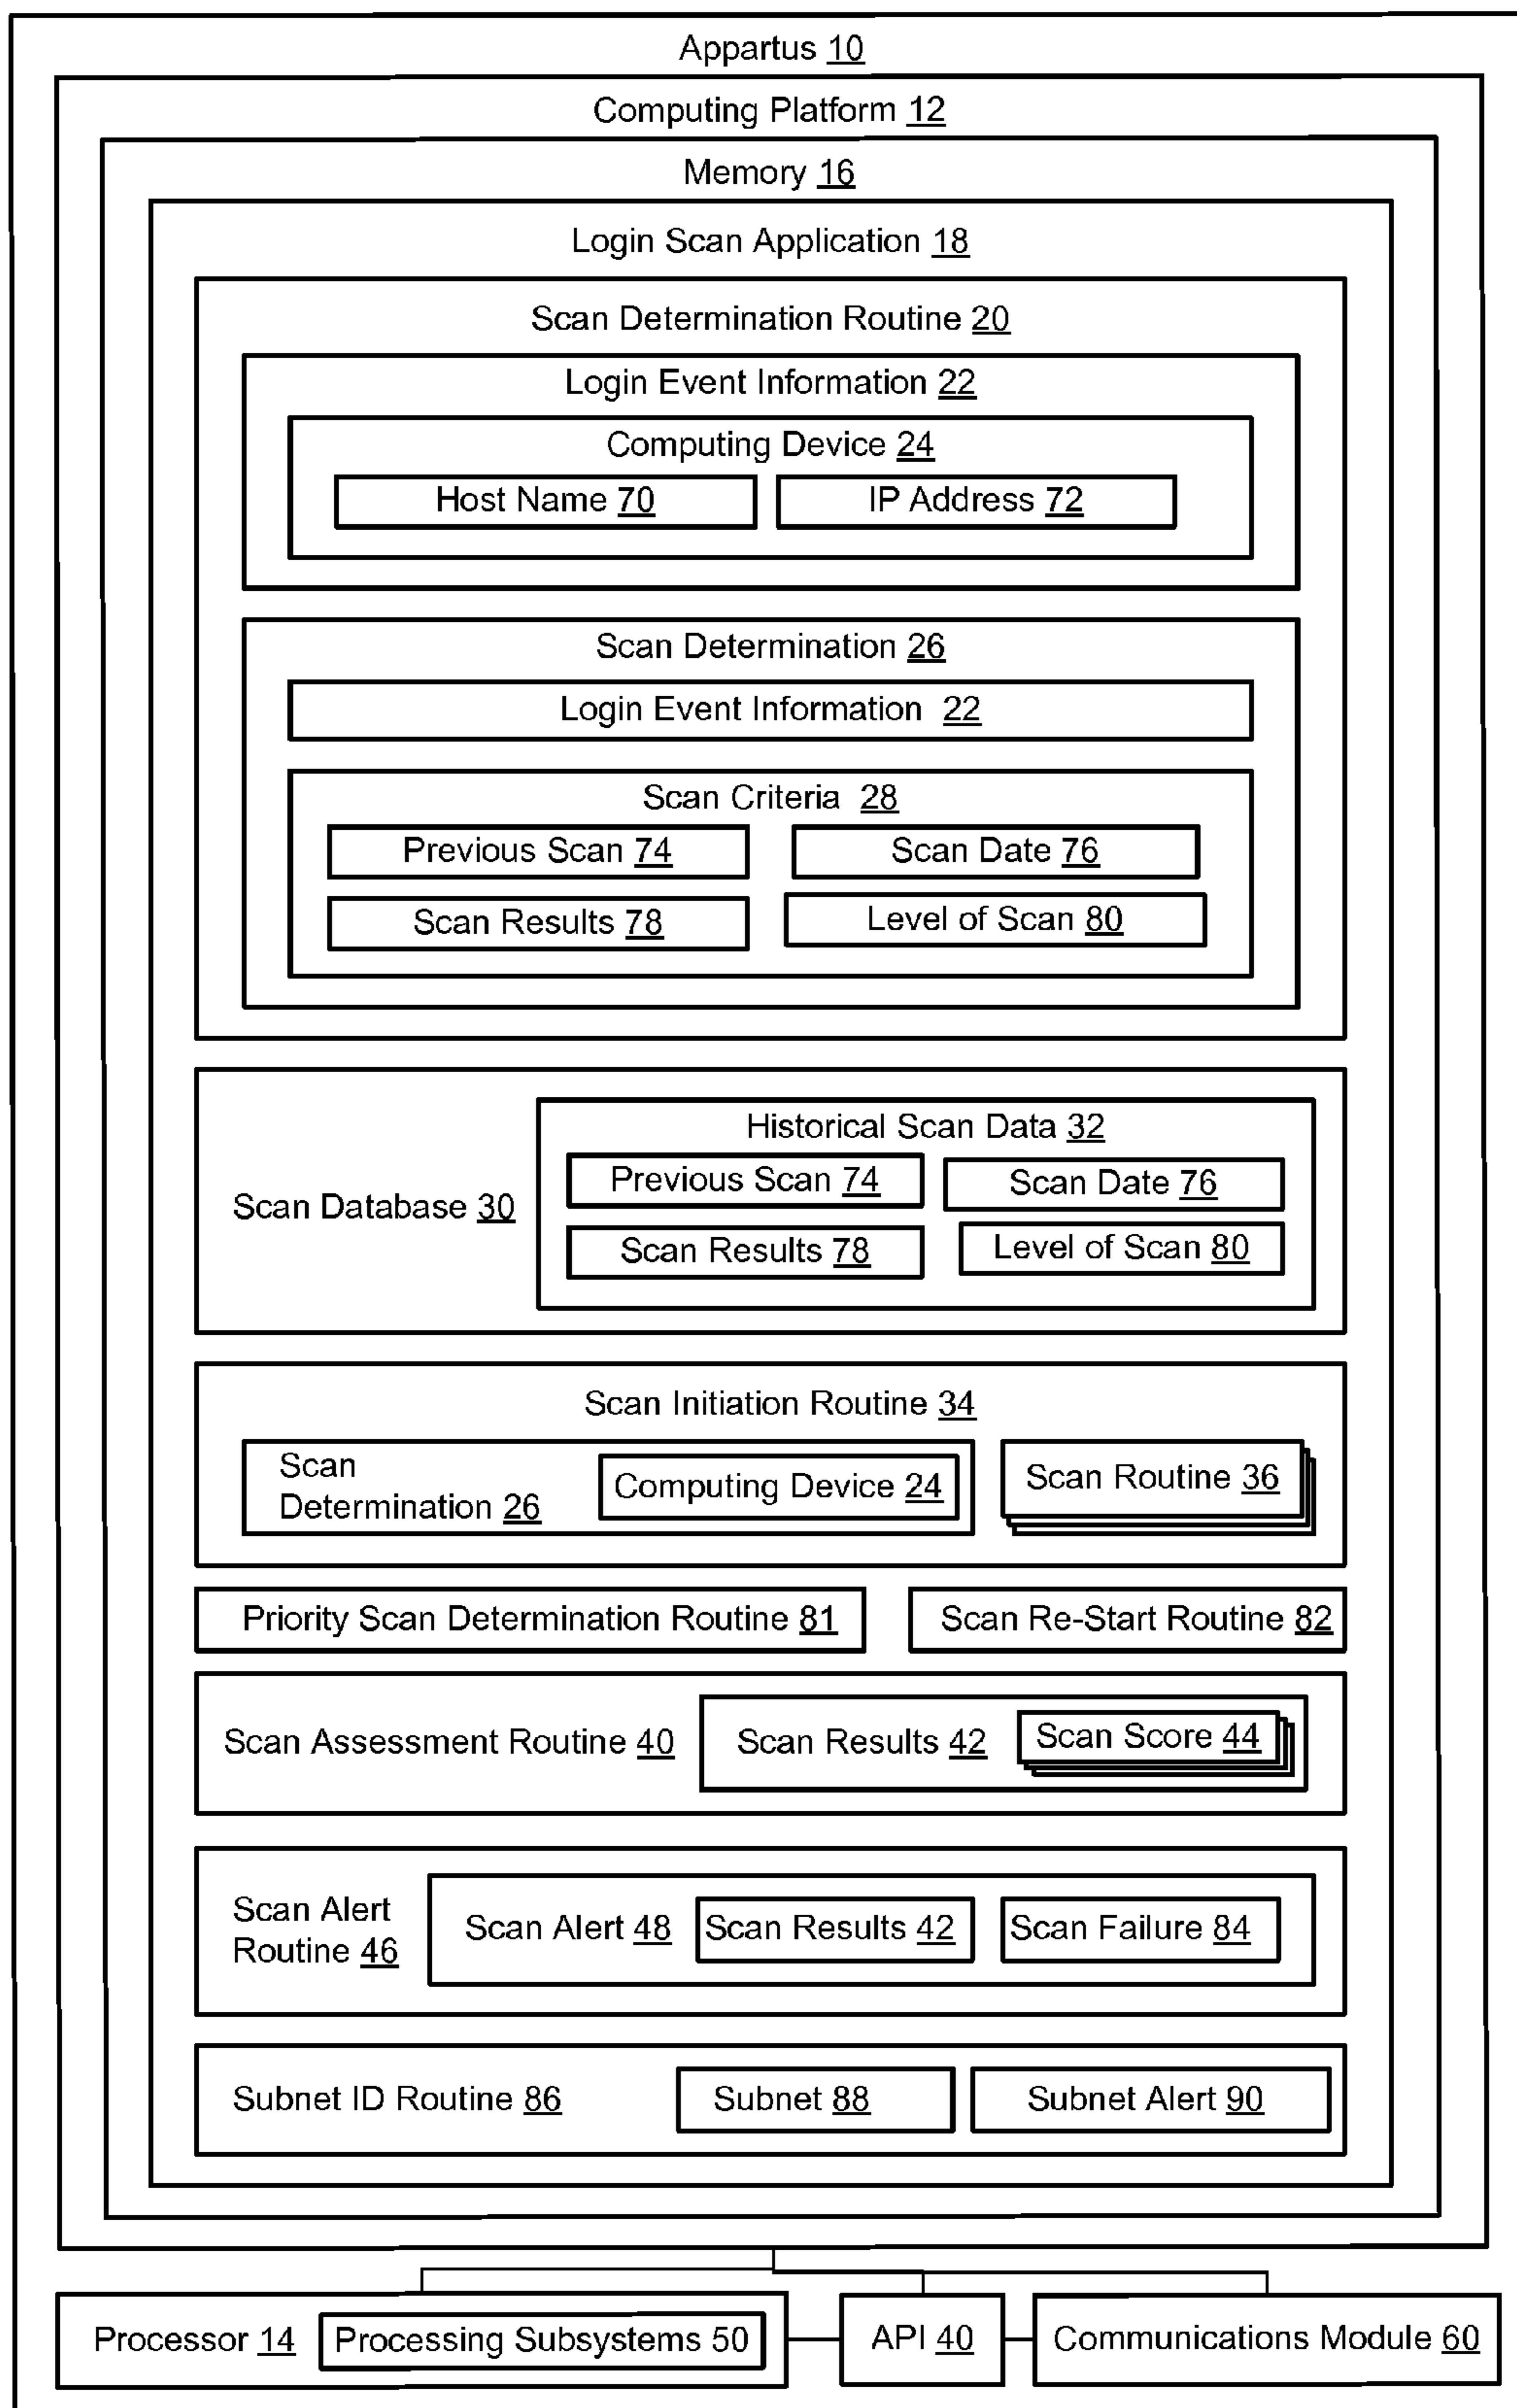 Appartus 10
Computing Platform 12
Memory 16
Login Scan Application 18
Scan Determination Routine 20
Login Event Information 22
Computing Device 24
Host Name 70
IP Address 72
Scan Determination 26
Login Event Information 22
Scan Criteria 28
Previous Scan 74
Scan Date 76
Scan Results 78
Level of Scan 80
Scan Database 30
Historical Scan Data 32
Previous Scan 74
Scan Date 76
Scan Results 78
Level of Scan 80
Scan Initiation Routine 34
Scan
Determination 26
Computing Device 24
Scan Routine 36
Priority Scan Determination Routine 81
Scan Re-Start Routine 82
Scan Assessment Routine 40
Scan Results 42
Scan Score 44
Scan Alert
Routine 46
Scan Alert 48
Scan Results 42
Scan Failure 84
Subnet ID Routine 86
Subnet 88
Subnet Alert 90
Processor 14
Processing Subsystems 50
API 40
Communications Module 60